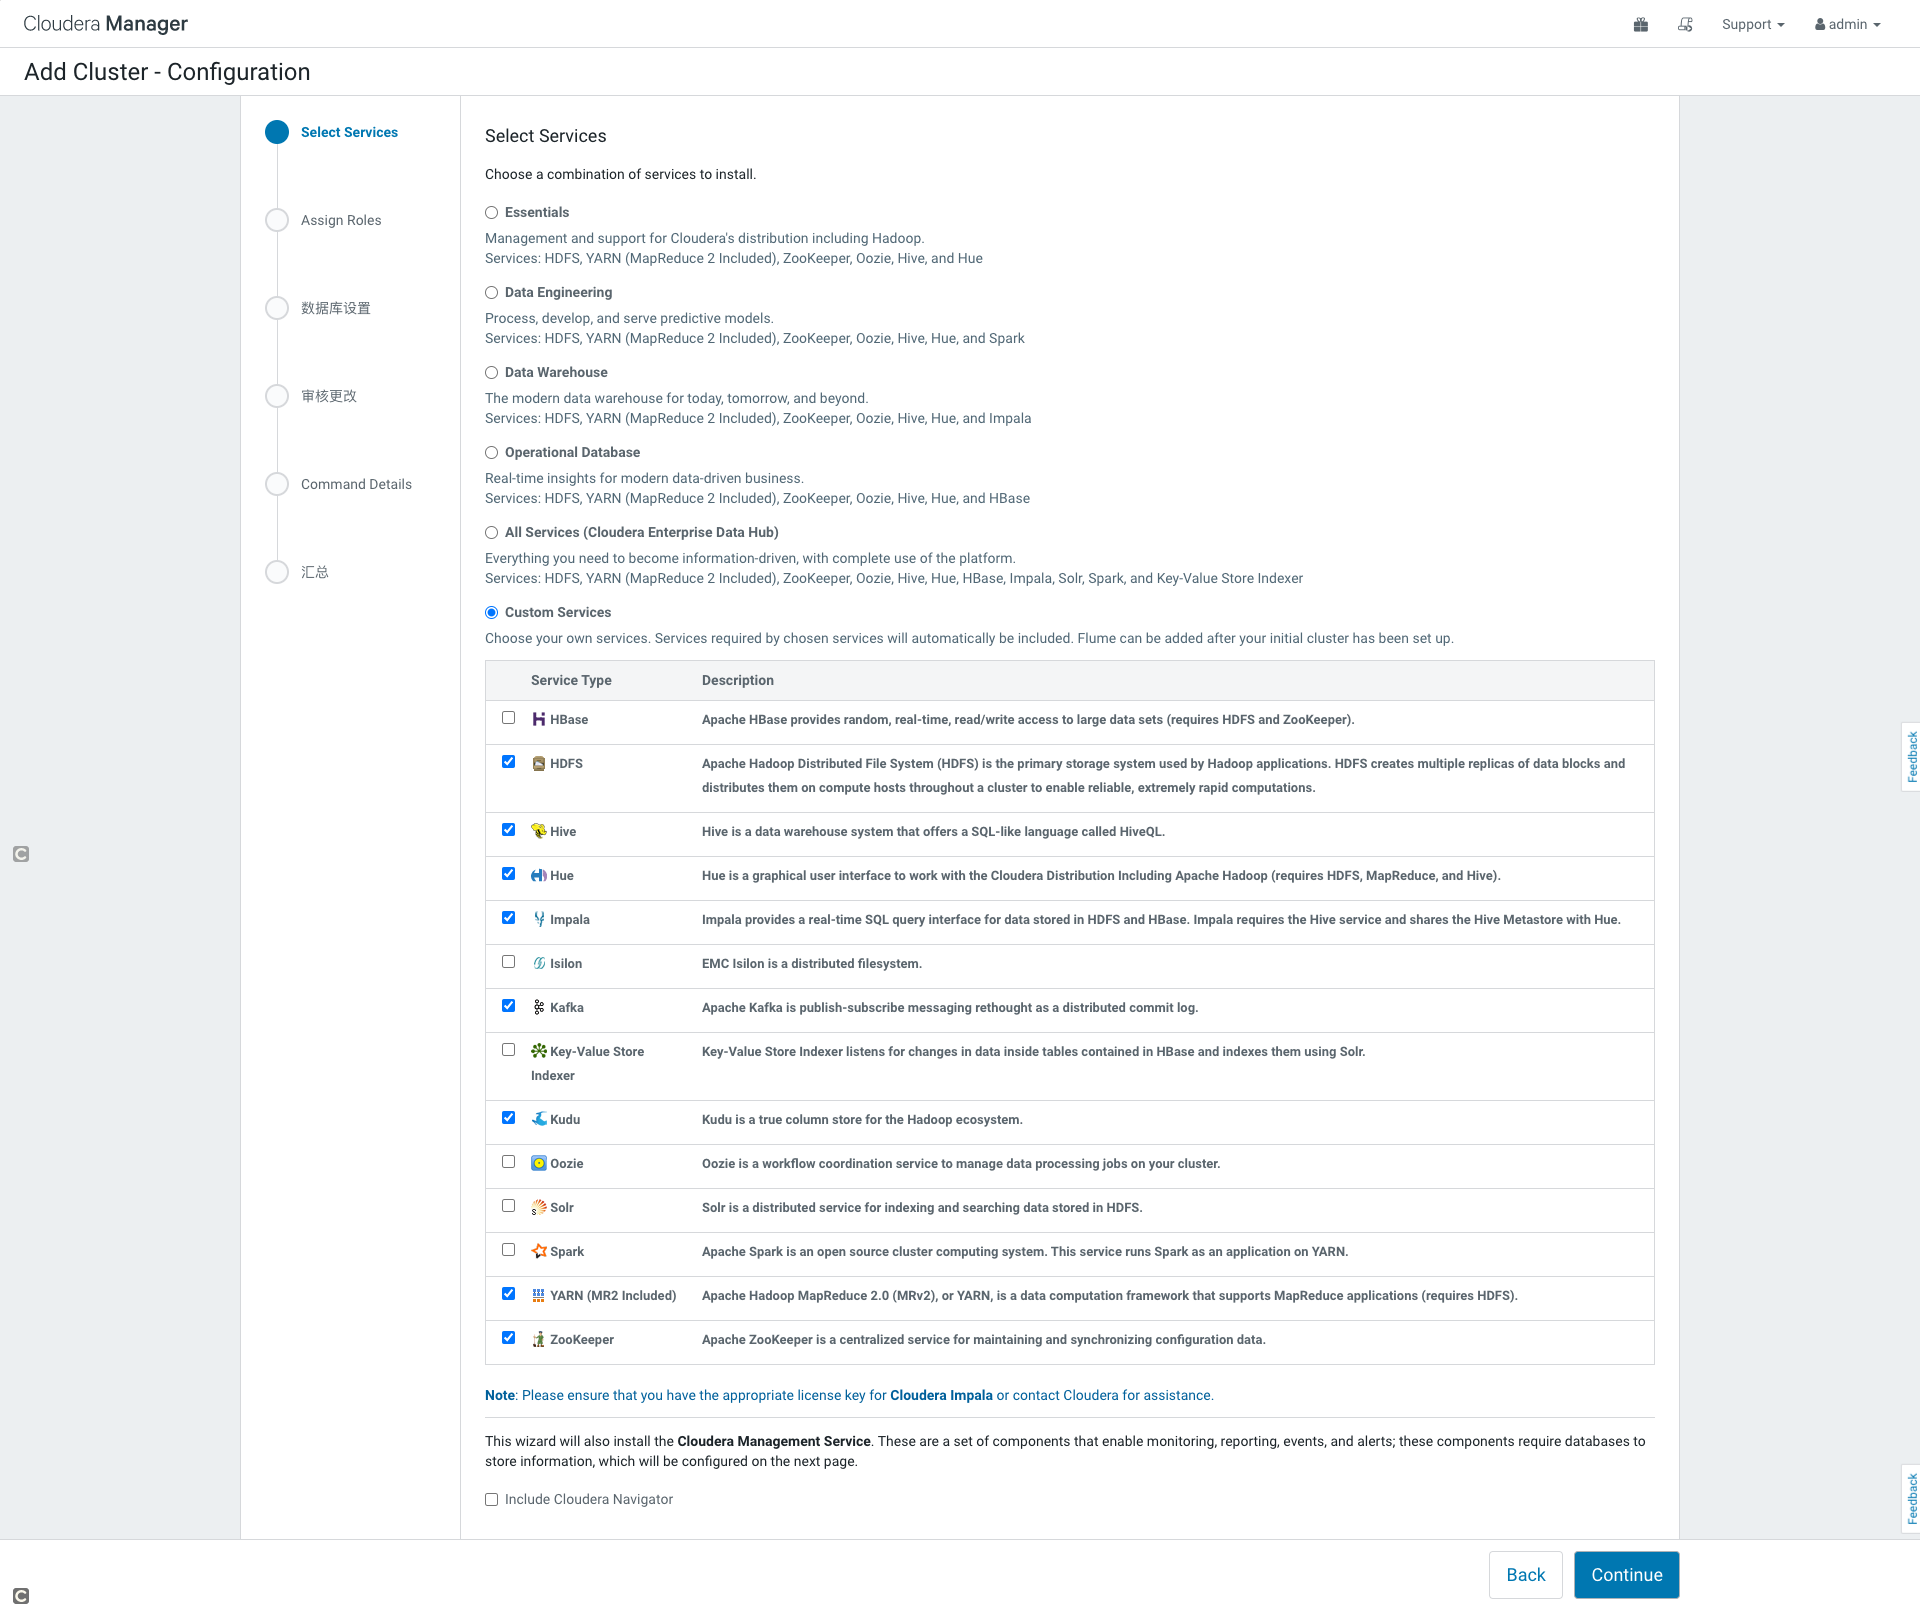 Cloudera Manager
Support
admin
Add Cluster - Configuration
Select Services
Assign Roles
数据库设置
审核更改
Command Details
汇总
Select Services
Choose a combination of services to install.
Essentials
Management and support for Cloudera's distribution including Hadoop.
Services: HDFS, YARN (MapReduce 2 Included), ZooKeeper, Oozie, Hive, and Hue
Data Engineering
Process, develop, and serve predictive models.
Services: HDFS, YARN (MapReduce 2 Included), ZooKeeper, Oozie, Hive, Hue, and Spark
Data Warehouse
The modern data warehouse for today, tomorrow, and beyond.
Services: HDFS, YARN (MapReduce 2 Included), ZooKeeper, Oozie, Hive, Hue, and Impala
Operational Database
Real-time insights for modern data-driven business.
Services: HDFS, YARN (MapReduce 2 Included), ZooKeeper, Oozie, Hive, Hue, and HBase
All Services (Cloudera Enterprise Data Hub)
Everything you need to become information-driven, with complete use of the platform.
Services: HDFS, YARN (MapReduce 2 Included), ZooKeeper, Oozie, Hive, Hue, HBase, Impala, Solr, Spark, and Key-Value Store Indexer
Custom Services
Choose your own services. Services required by chosen services will automatically be included. Flume can be added after your initial cluster has been set up.
Service Type Description
HBase Apache HBase provides random, real-time, read/write access to large data sets (requires HDFS and ZooKeeper).
HDFS Apache Hadoop Distributed File System (HDFS) is the primary storage system used by Hadoop applications. HDFS creates multiple replicas of data blocks and
distributes them on compute hosts throughout a cluster to enable reliable, extremely rapid computations.
Hive Hive is a data warehouse system that offers a SQL-like language called HiveQL.
Hue Hue is a graphical user interface to work with the Cloudera Distribution Including Apache Hadoop (requires HDFS, MapReduce, and Hive).
Impala Impala provides a real-time SQL query interface for data stored in HDFS and HBase. Impala requires the Hive service and shares the Hive Metastore with Hue.
Isilon EMC Isilon is a distributed filesystem.
Kafka Apache Kafka is publish-subscribe messaging rethought as a distributed commit log.
Key-Value Store Key-Value Store Indexer listens for changes in data inside tables contained in HBase and indexes them using Solr.
Indexer
Kudu Kudu is a true column store for the Hadoop ecosystem.
Oozie Oozie is a workflow coordination service to manage data processing jobs on your cluster.
Solr Solr is a distributed service for indexing and searching data stored in HDFS.
Spark Apache Spark is an open source cluster computing system. This service runs Spark as an application on YARN.
YARN (MR2 Included) Apache Hadoop MapReduce 2.0 (MRv2), or YARN, is a data computation framework that supports MapReduce applications (requires HDFS).
ZooKeeper Apache ZooKeeper is a centralized service for maintaining and synchronizing configuration data.
Note: Please ensure that you have the appropriate license key for Cloudera Impala or contact Cloudera for assistance.
This wizard will also install the Cloudera Management Service. These are a set of components that enable monitoring, reporting, events, and alerts; these components require databases to
store information, which will be configured on the next page.
Include Cloudera Navigator
Feedback
Feedback
Back
Continue
C
C